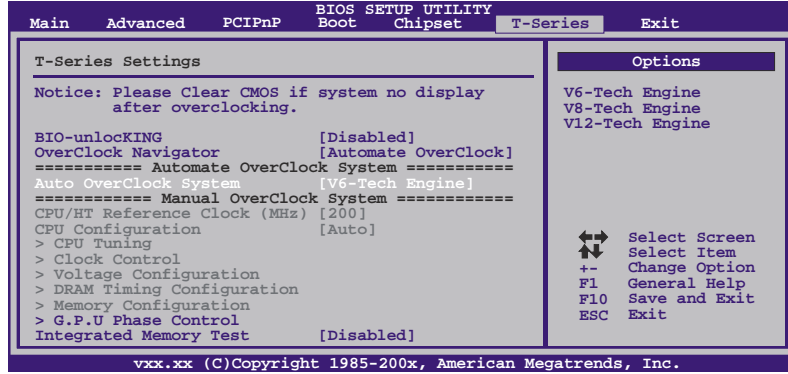 BIOS SETUP UTILITY
Main Advanced PCIPnP Boot Chipset T-Series Exit
T-Series Settings
Notice: Please Clear CMOS if system no display
after overclocking.
BIO-unlocKING [Disabled]
OverClock Navigator [Automate OverClock]
=========== Automate OverClock System ===========
Auto OverClock System [V6-Tech Engine]
============ Manual OverClock System ============
CPU/HT Reference Clock (MHz) [200]
CPU Configuration [Auto]
> CPU Tuning
> Clock Control
> Voltage Configuration
> DRAM Timing Configuration
> Memory Configuration
> G.P.U Phase Control
Integrated Memory Test [Disabled]
Options
V6-Tech Engine
V8-Tech Engine
V12-Tech Engine
Select Screen
Select Item
+- Change Option
F1 General Help
F10 Save and Exit
ESC Exit
vxx.xx (C)Copyright 1985-200x, American Megatrends, Inc.